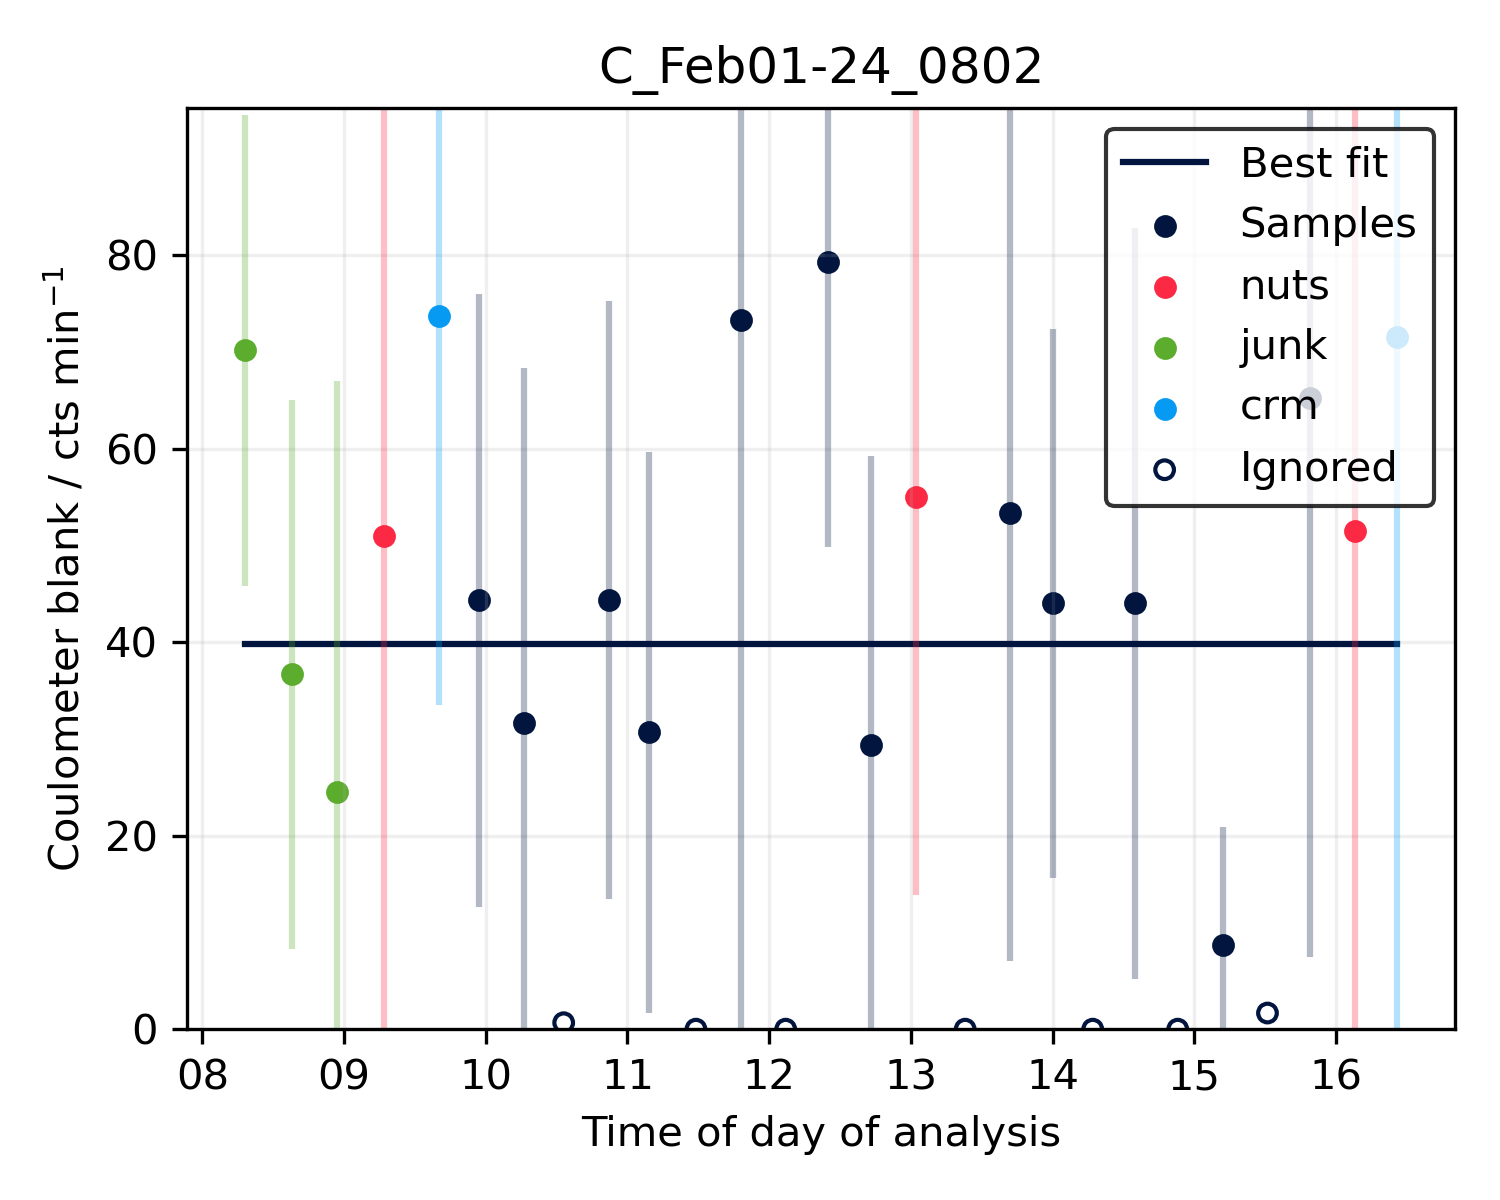 C_Feb01-24_0802
Coulometer blank / cts min⁻¹
80
60
40
20
0
08 09 10 11 12 13 14 15 16
Time of day of analysis
Best fit
Samples
nuts
junk
crm
Ignored